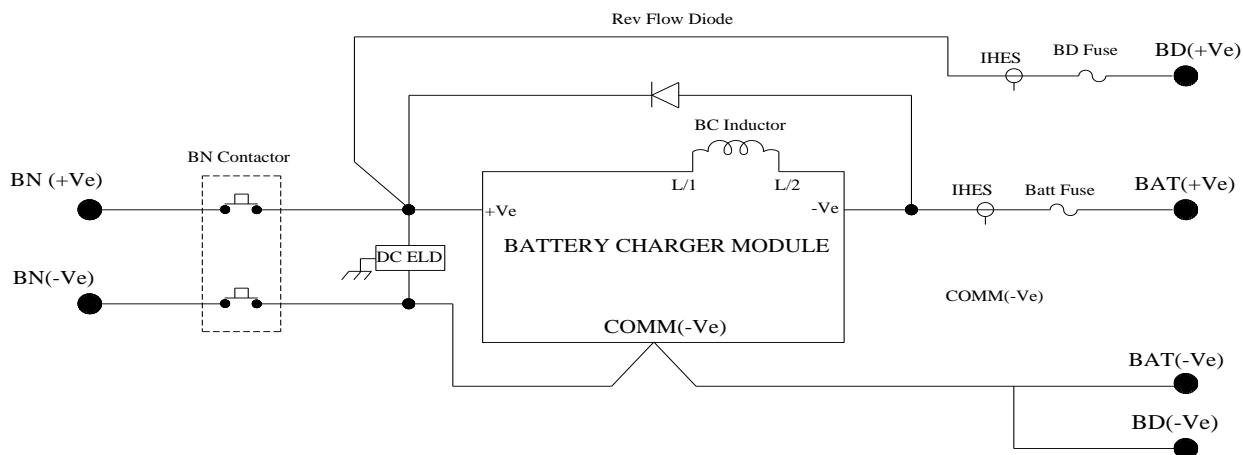 Rev Flow Diode
IHES
BD Fuse
BD(+Ve)
BC Inductor
BN Contactor
BN (+Ve)
L/1
L/2
IHES
Batt Fuse
BAT(+Ve)
+Ve
-Ve
BATTERY CHARGER MODULE
DC ELD
BN(-Ve)
COMM(-Ve)
COMM(-Ve)
BAT(-Ve)
BD(-Ve)